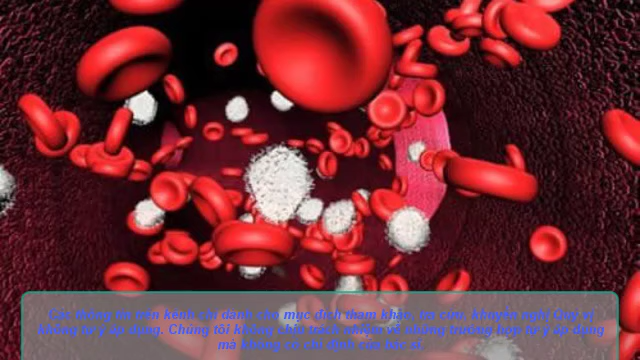 Các thông tin trên kênh chỉ dành cho mục đích tham khảo, tra cứu, khuyến nghị Quý vị
không tự ý áp dụng. Chúng tôi không chịu trách nhiệm về những trường hợp tự ý áp dụng
mà không có chỉ định của bác sĩ.